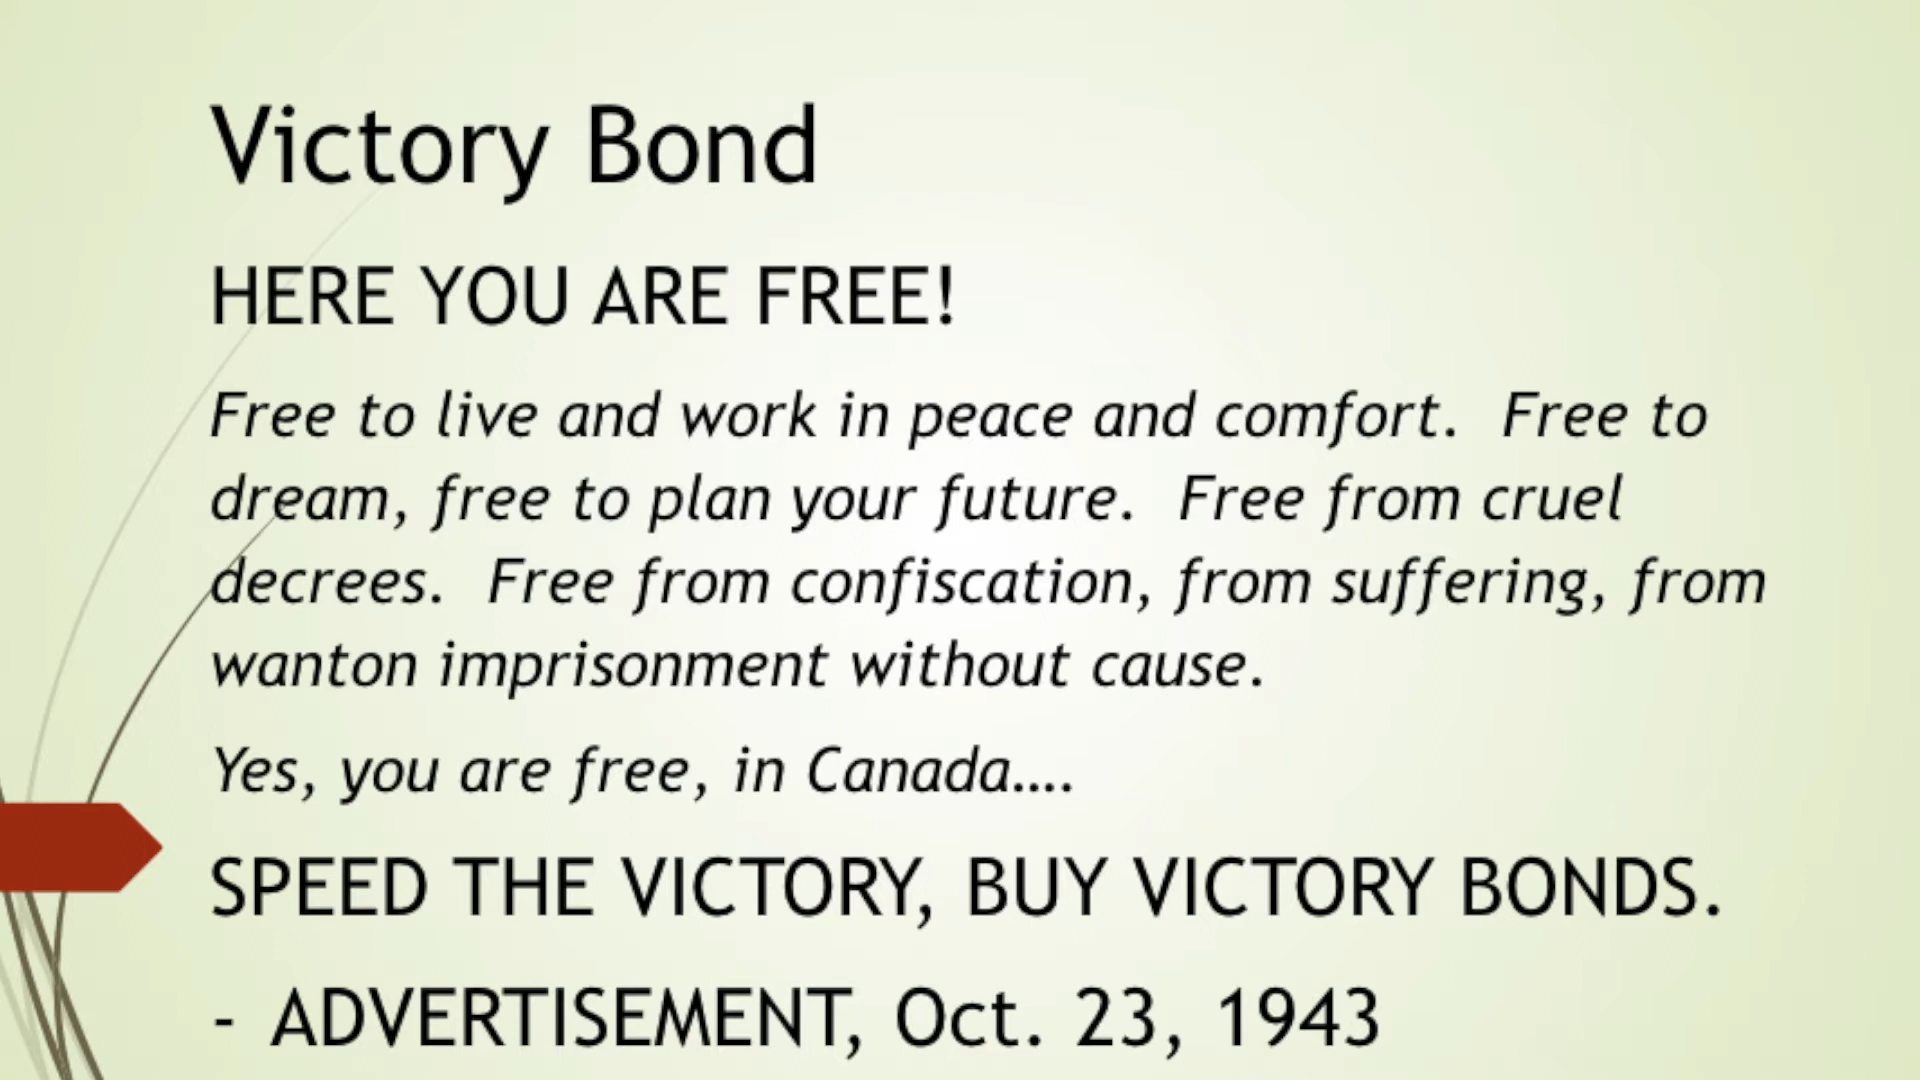 Victory Bond
HERE YOU ARE FREE!
Free to live and work in peace and comfort.  Free to
dream, free to plan your future.  Free from cruel
decrees.  Free from confiscation, from suffering, from
wanton imprisonment without cause.
Yes, you are free, in Canada....
SPEED THE VICTORY, BUY VICTORY BONDS.
- ADVERTISEMENT, Oct. 23, 1943